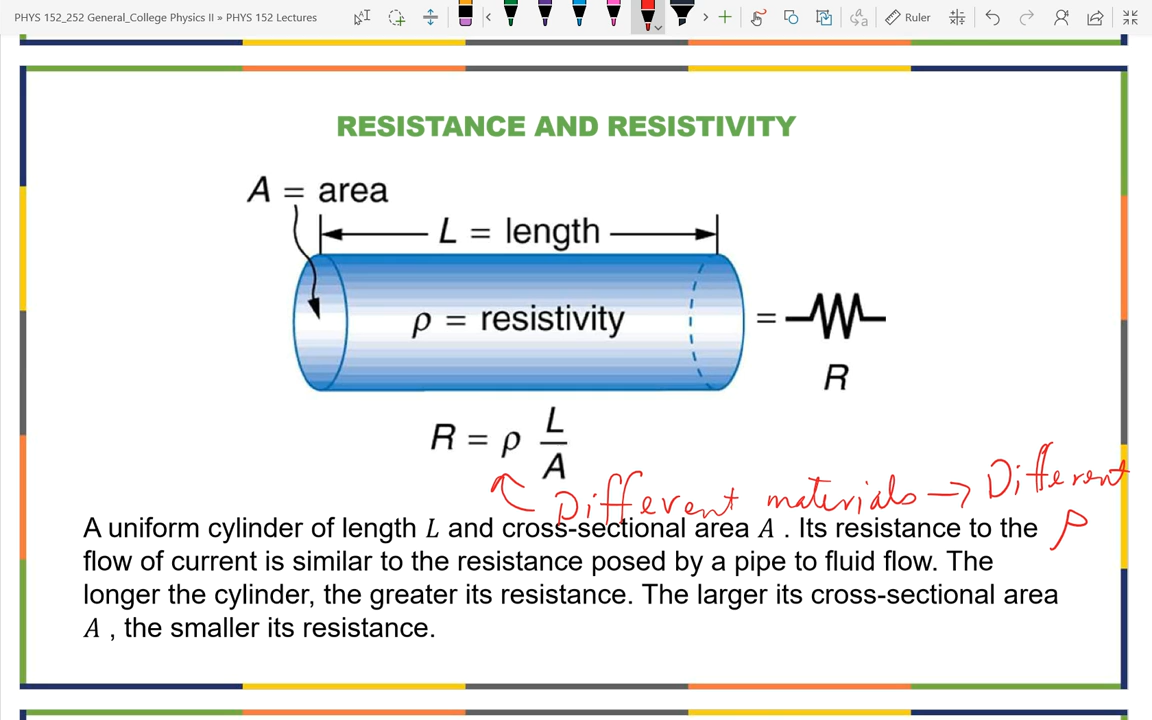 PHYS 152_252 General_College Physics II » PHYS 152 Lectures
Ruler
RESISTANCE AND RESISTIVITY
A = area
L = length
ρ = resistivity
=
R
R = ρ L/A
Different materials → Different
ρ
A uniform cylinder of length L and cross-sectional area A . Its resistance to the
flow of current is similar to the resistance posed by a pipe to fluid flow. The
longer the cylinder, the greater its resistance. The larger its cross-sectional area
A , the smaller its resistance.